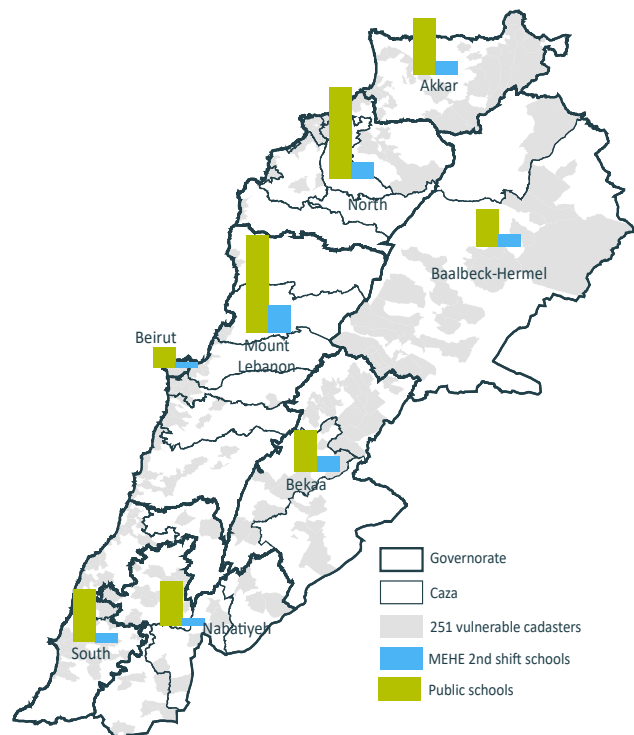 Akkar
North
Baalbeck-Hermel
Beirut
Mount
Lebanon
Bekaa
Nabatiyeh
South
Governorate
Caza
251 vulnerable cadasters
MEHE 2nd shift schools
Public schools